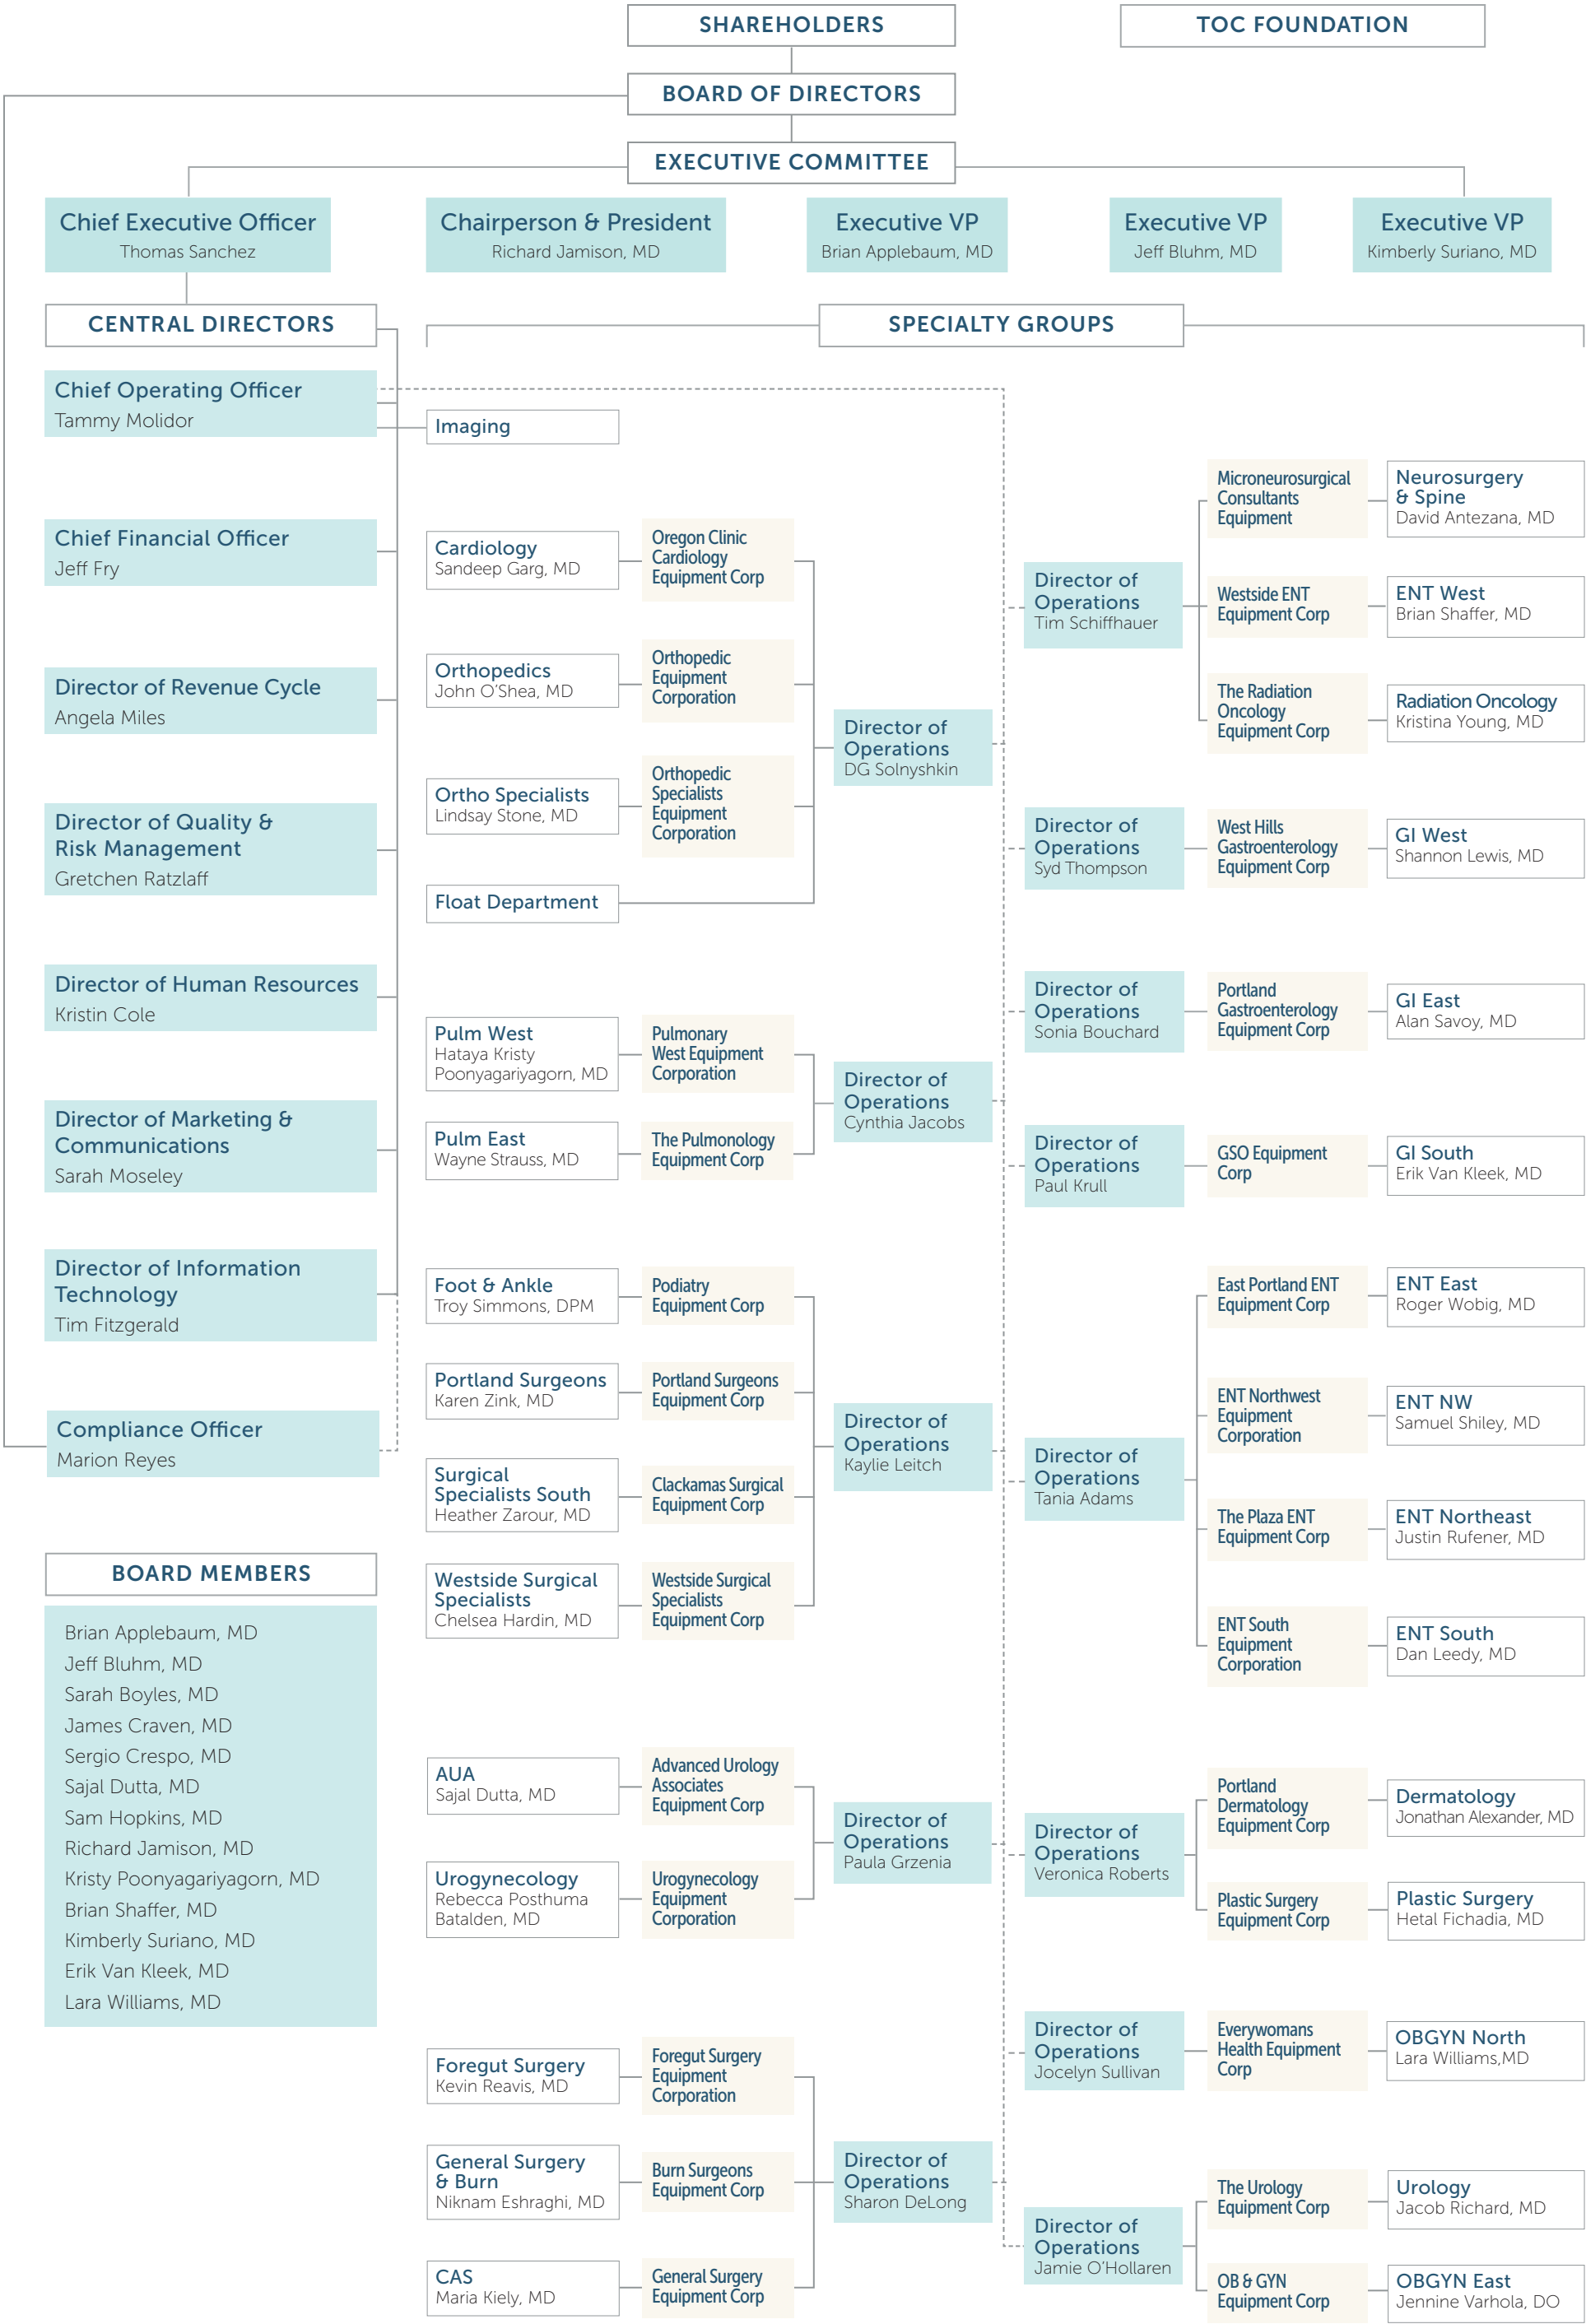 SHAREHOLDERS
TOC FOUNDATION
BOARD OF DIRECTORS
EXECUTIVE COMMITTEE
Chief Executive Officer
Thomas Sanchez
Chairperson & President
Richard Jamison, MD
Executive VP
Brian Applebaum, MD
Executive VP
Jeff Bluhm, MD
Executive VP
Kimberly Suriano, MD
CENTRAL DIRECTORS
SPECIALTY GROUPS
Chief Operating Officer
Tammy Molidor
Chief Financial Officer
Jeff Fry
Director of Revenue Cycle
Angela Miles
Director of Quality &
Risk Management
Gretchen Ratzlaff
Director of Human Resources
Kristin Cole
Director of Marketing &
Communications
Sarah Moseley
Director of Information
Technology
Tim Fitzgerald
Compliance Officer
Marion Reyes
BOARD MEMBERS
Brian Applebaum, MD
Jeff Bluhm, MD
Sarah Boyles, MD
James Craven, MD
Sergio Crespo, MD
Sajal Dutta, MD
Sam Hopkins, MD
Richard Jamison, MD
Kristy Poonyagariyagorn, MD
Brian Shaffer, MD
Kimberly Suriano, MD
Erik Van Kleek, MD
Lara Williams, MD
Imaging
Cardiology
Sandeep Garg, MD
Oregon Clinic
Cardiology
Equipment Corp
Orthopedics
John O'Shea, MD
Orthopedic
Equipment
Corporation
Ortho Specialists
Lindsay Stone, MD
Orthopedic
Specialists
Equipment
Corporation
Float Department
Director of
Operations
DG Solnyshkin
Pulm West
Hataya Kristy
Poonyagariyagorn, MD
Pulmonary
West Equipment
Corporation
Pulm East
Wayne Strauss, MD
The Pulmonology
Equipment Corp
Director of
Operations
Cynthia Jacobs
Foot & Ankle
Troy Simmons, DPM
Podiatry
Equipment Corp
Portland Surgeons
Karen Zink, MD
Portland Surgeons
Equipment Corp
Surgical
Specialists South
Heather Zarour, MD
Clackamas Surgical
Equipment Corp
Westside Surgical
Specialists
Chelsea Hardin, MD
Westside Surgical
Specialists
Equipment Corp
Director of
Operations
Kaylie Leitch
AUA
Sajal Dutta, MD
Advanced Urology
Associates
Equipment Corp
Urogynecology
Rebecca Posthuma
Batalden, MD
Urogynecology
Equipment
Corporation
Director of
Operations
Paula Grzenia
Foregut Surgery
Kevin Reavis, MD
Foregut Surgery
Equipment
Corporation
General Surgery
& Burn
Niknam Eshraghi, MD
Burn Surgeons
Equipment Corp
CAS
Maria Kiely, MD
General Surgery
Equipment Corp
Director of
Operations
Sharon DeLong
Director of
Operations
Tim Schiffhauer
Microneurosurgical
Consultants
Equipment
Neurosurgery
& Spine
David Antezana, MD
Westside ENT
Equipment Corp
ENT West
Brian Shaffer, MD
The Radiation
Oncology
Equipment Corp
Radiation Oncology
Kristina Young, MD
Director of
Operations
Syd Thompson
West Hills
Gastroenterology
Equipment Corp
GI West
Shannon Lewis, MD
Director of
Operations
Sonia Bouchard
Portland
Gastroenterology
Equipment Corp
GI East
Alan Savoy, MD
Director of
Operations
Paul Krull
GSO Equipment
Corp
GI South
Erik Van Kleek, MD
Director of
Operations
Tania Adams
East Portland ENT
Equipment Corp
ENT East
Roger Wobig, MD
ENT Northwest
Equipment
Corporation
ENT NW
Samuel Shiley, MD
The Plaza ENT
Equipment Corp
ENT Northeast
Justin Rufener, MD
ENT South
Equipment
Corporation
ENT South
Dan Leedy, MD
Director of
Operations
Veronica Roberts
Portland
Dermatology
Equipment Corp
Dermatology
Jonathan Alexander, MD
Plastic Surgery
Equipment Corp
Plastic Surgery
Hetal Fichadia, MD
Director of
Operations
Jocelyn Sullivan
Everywomans
Health Equipment
Corp
OBGYN North
Lara Williams,MD
Director of
Operations
Jamie O'Hollaren
The Urology
Equipment Corp
Urology
Jacob Richard, MD
OB & GYN
Equipment Corp
OBGYN East
Jennine Varhola, DO